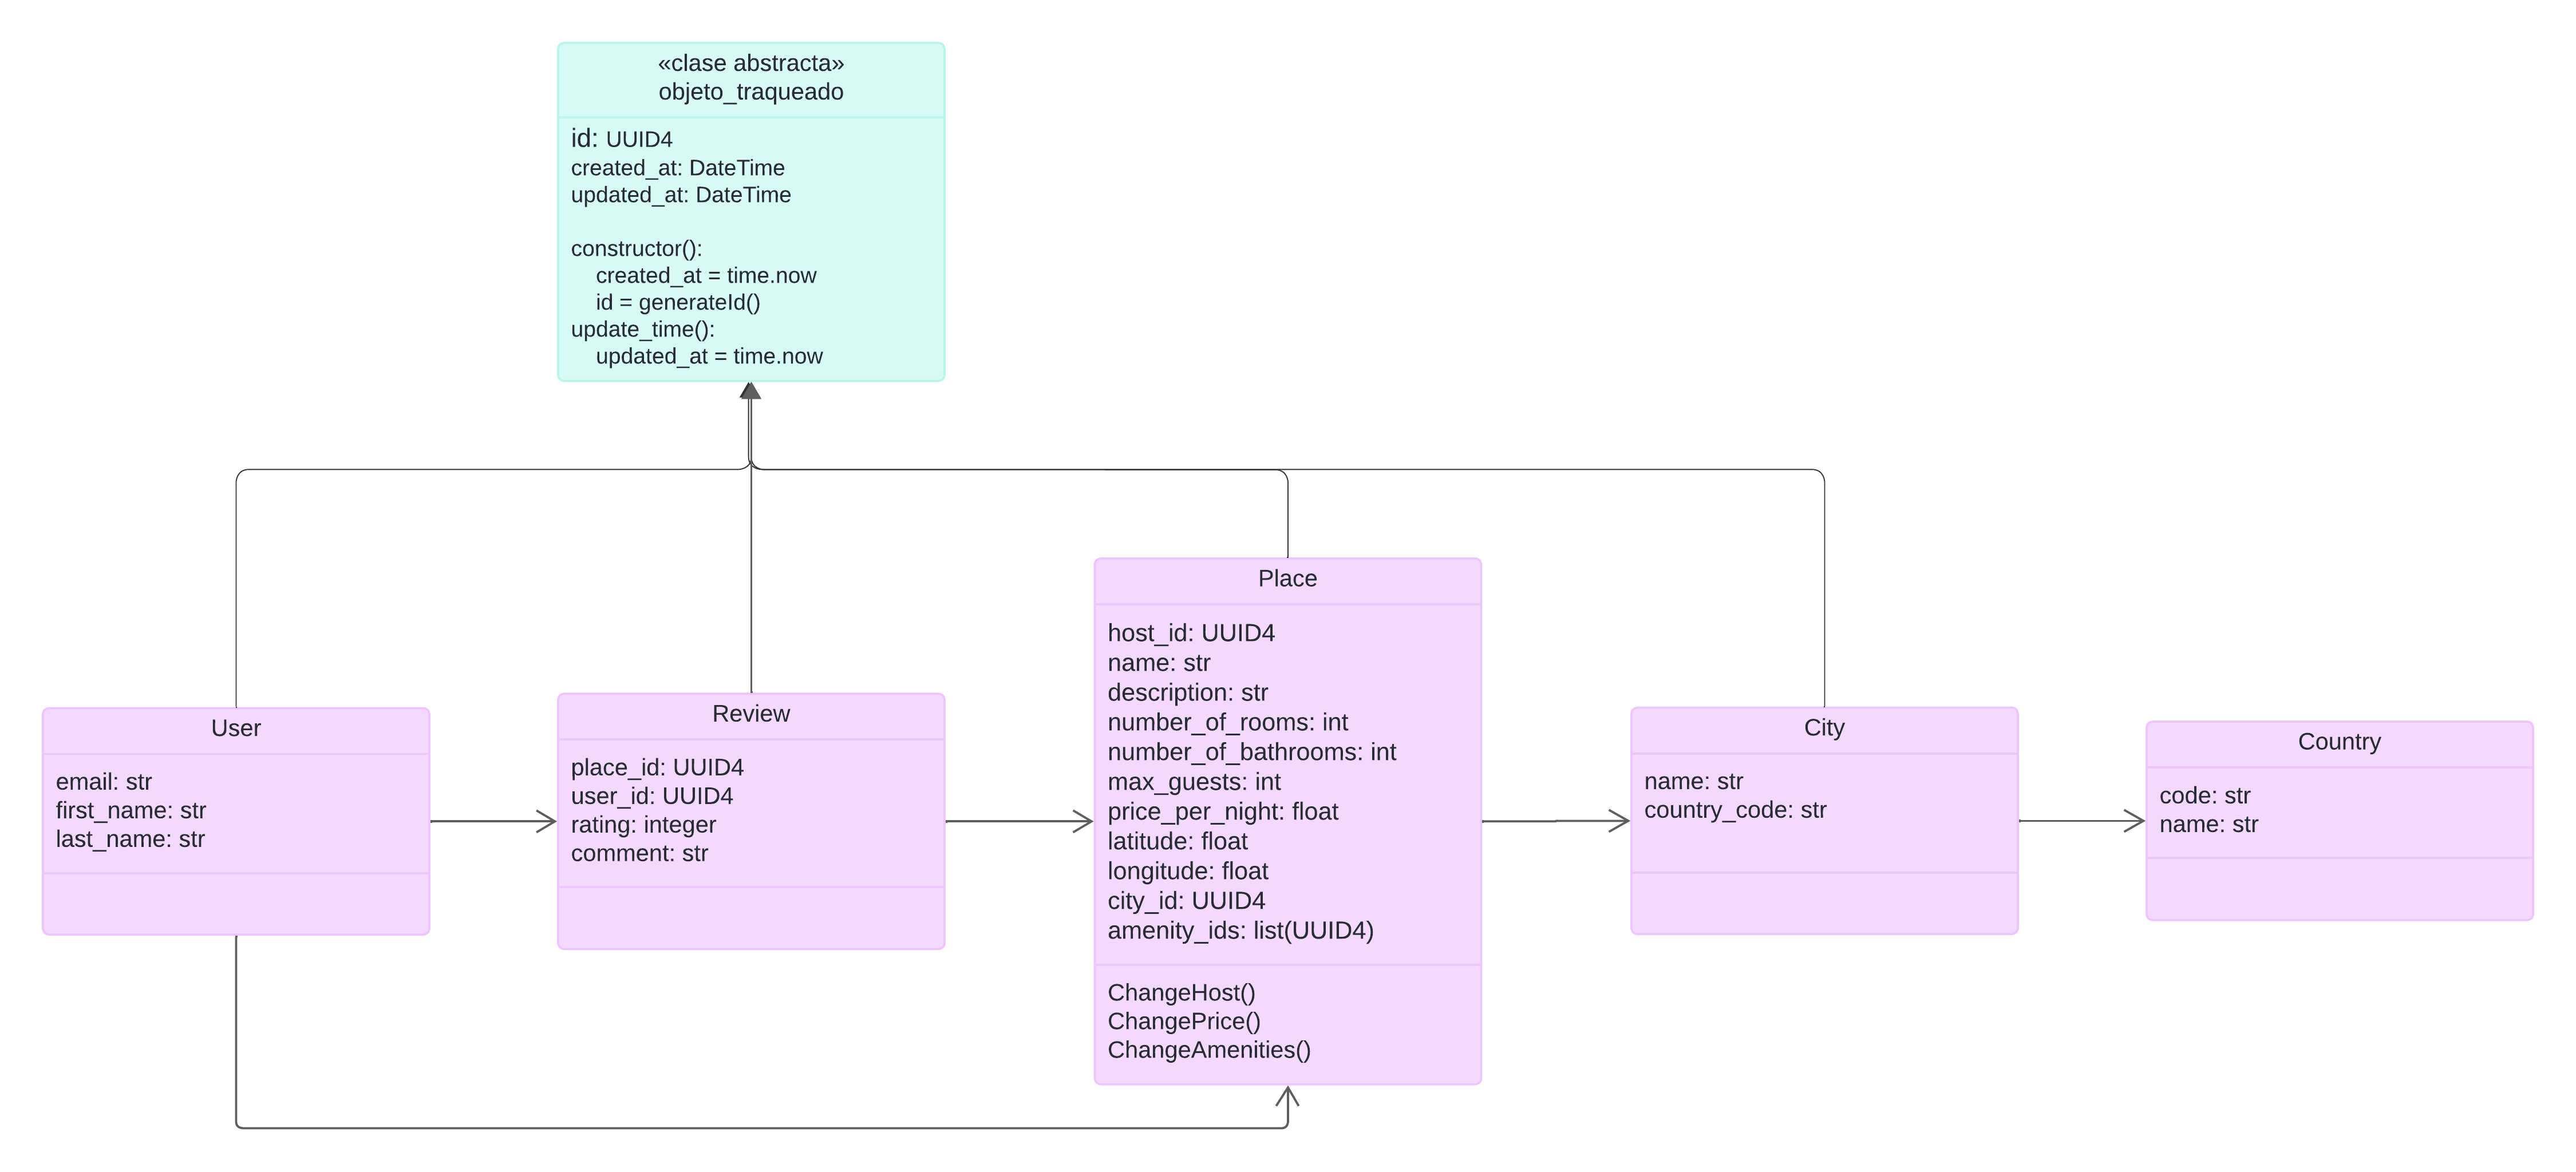 «clase abstracta»
objeto_traqueado
id: UUID4
created_at: DateTime
updated_at: DateTime
constructor():
created_at = time.now
id = generateId()
update_time():
updated_at = time.now
User
email: str
first_name: str
last_name: str
Review
place_id: UUID4
user_id: UUID4
rating: integer
comment: str
Place
host_id: UUID4
name: str
description: str
number_of_rooms: int
number_of_bathrooms: int
max_guests: int
price_per_night: float
latitude: float
longitude: float
city_id: UUID4
amenity_ids: list(UUID4)
ChangeHost()
ChangePrice()
ChangeAmenities()
City
name: str
country_code: str
Country
code: str
name: str